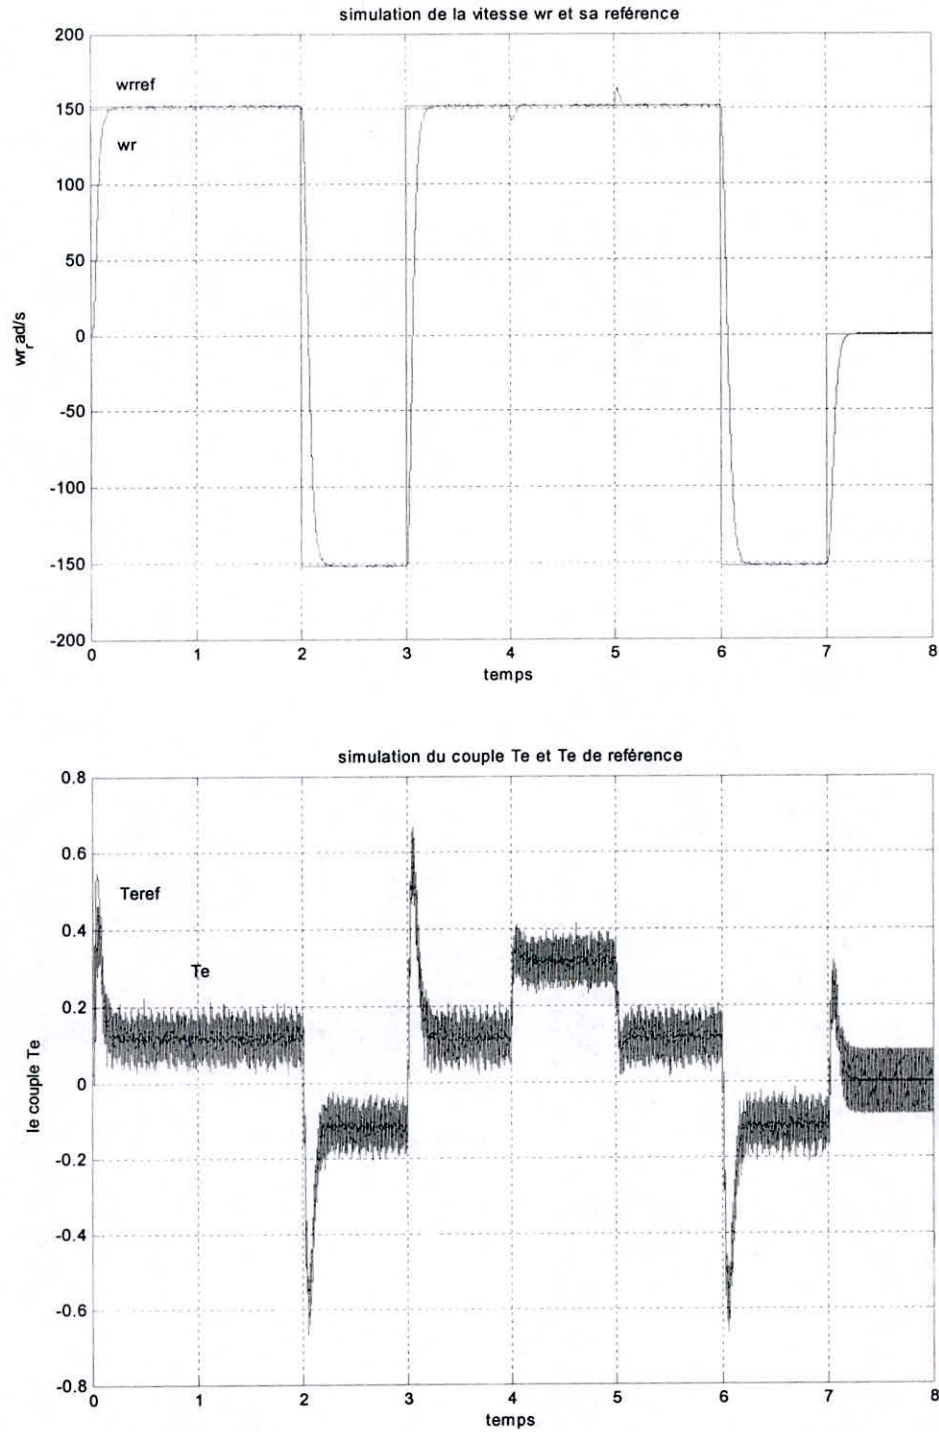 simulation de la vitesse wr et sa reférence
200
wrref
150
wr
100
50
0
-50
-100
-150
-200
wr_rad/s
0 1 2 3 4 5 6 7 8
temps
simulation du couple Te et Te de reférence
0.8
0.6
Teref
0.4
Te
0.2
0
-0.2
-0.4
-0.6
-0.8
le couple Te
0 1 2 3 4 5 6 7 8
temps